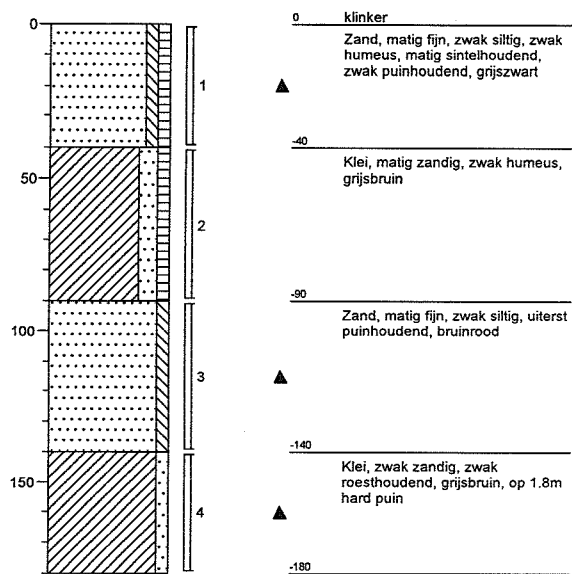 0
klinker
0
Zand, matig fijn, zwak siltig, zwak
humeus, matig sintelhoudend,
zwak puinhoudend, grijszwart
1
-40
Klei, matig zandig, zwak humeus,
grijsbruin
50
2
-90
Zand, matig fijn, zwak siltig, uiterst
puinhoudend, bruinrood
100
3
-140
Klei, zwak zandig, zwak
roesthoudend, grijsbruin, op 1.8m
hard puin
150
4
-180